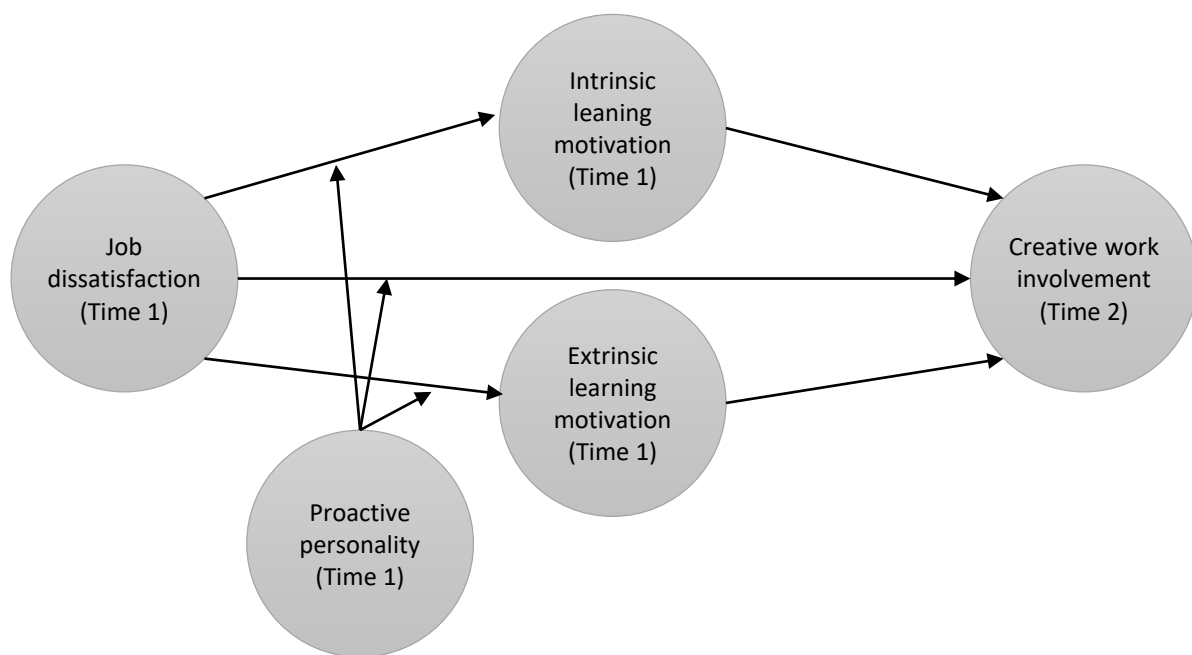 Intrinsic
leaning
motivation
(Time 1)
Job
dissatisfaction
(Time 1)
Creative work
involvement
(Time 2)
Extrinsic
learning
motivation
(Time 1)
Proactive
personality
(Time 1)